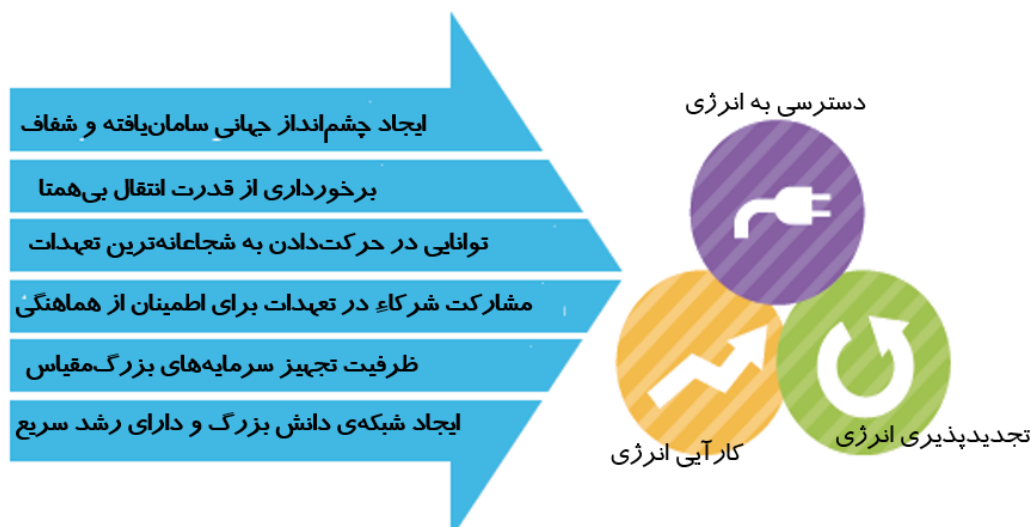 دسترسی به انرژی
ایجاد چشم‌انداز جهانی سامان‌یافته و شفاف
برخورداری از قدرت انتقال بی‌همتا
توانایی در حرکت‌دادن به شجاعانه‌ترین تعهدات
مشارکت شرکاءِ در تعهدات برای اطمینان از هماهنگی
ظرفیت تجهیز سرمایه‌های بزرگ‌مقیاس
ایجاد شبکه‌ی دانش بزرگ و دارای رشد سریع
تجدیدپذیری انرژی
کارآیی انرژی